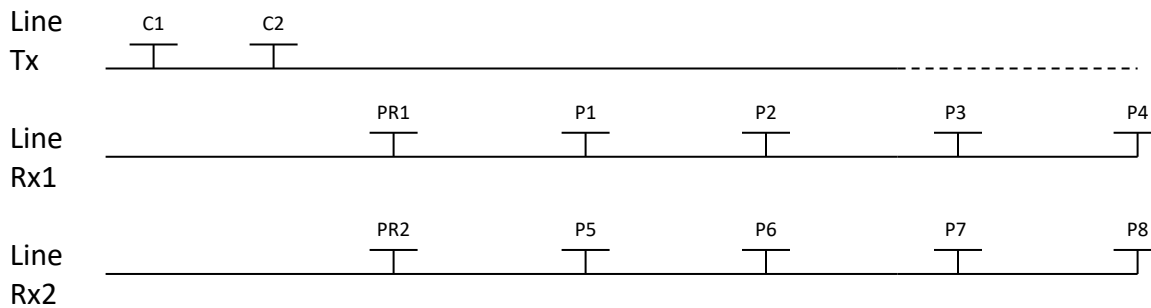 Line
Tx
C1 C2
Line
Rx1
PR1 P1 P2 P3 P4
Line
Rx2
PR2 P5 P6 P7 P8